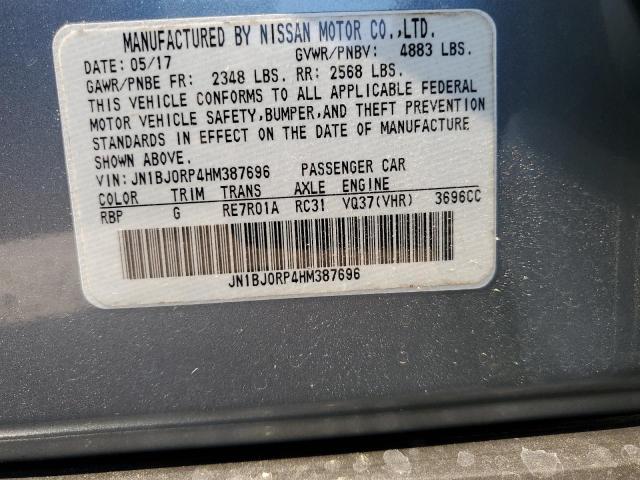 MANUFACTURED BY NISSAN MOTOR CO.,LTD.
DATE: 05/17 GVWR/PNBV: 4883 LBS.
GAWR/PNBE FR: 2348 LBS. RR: 2568 LBS.
THIS VEHICLE CONFORMS TO ALL APPLICABLE FEDERAL
MOTOR VEHICLE SAFETY,BUMPER,AND THEFT PREVENTION
STANDARDS IN EFFECT ON THE DATE OF MANUFACTURE
SHOWN ABOVE.
VIN: JN1BJ0RP4HM387696 PASSENGER CAR
COLOR TRIM TRANS AXLE ENGINE
RBP G RE7R01A RC31 VQ37(VHR) 3696CC
JN1BJ0RP4HM387696